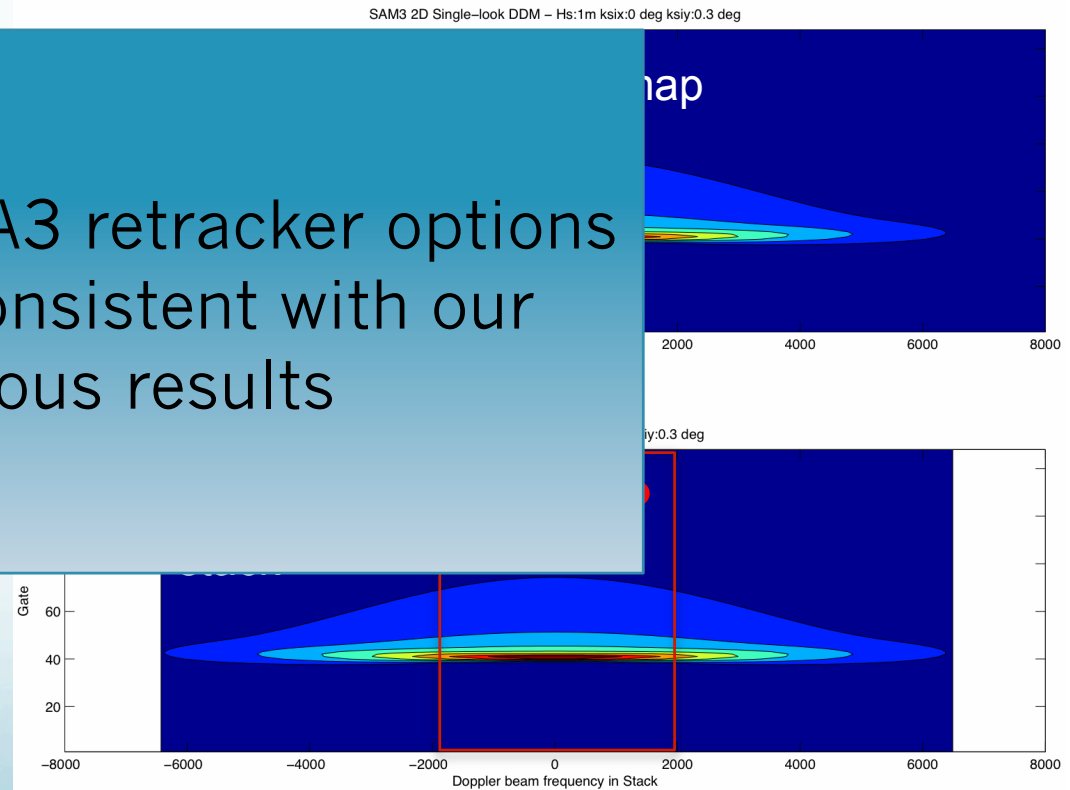 SAM3 2D Single−look DDM − Hs:1m ksix:0 deg ksiy:0.3 deg
A3 retracker options
onsistent with our
ous results
2000 4000 6000 8000
iy:0.3 deg
Gate
60
40
20
−8000 −6000 −4000 −2000 0 2000 4000 6000 8000
Doppler beam frequency in Stack